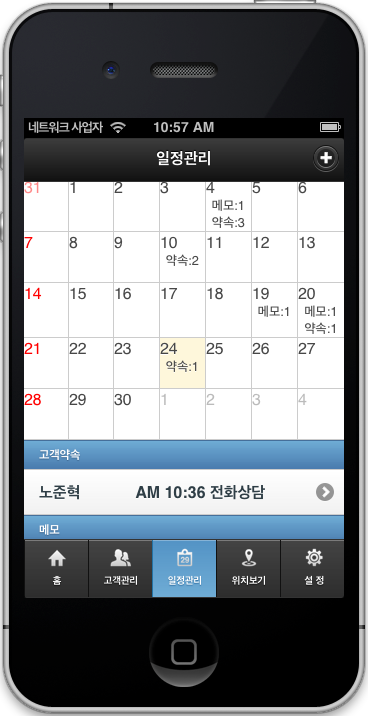 네트워크 사업자 10:57 AM
일정관리
31 1 2 3 4 5 6
메모:1
약속:3
7 8 9 10 11 12 13
약속:2
14 15 16 17 18 19 20
메모:1 메모:1
약속:1
21 22 23 24 25 26 27
약속:1
28 29 30 1 2 3 4
고객약속
노준혁 AM 10:36 전화상담
메모
29
홈 고객관리 일정관리 위치보기 설 정